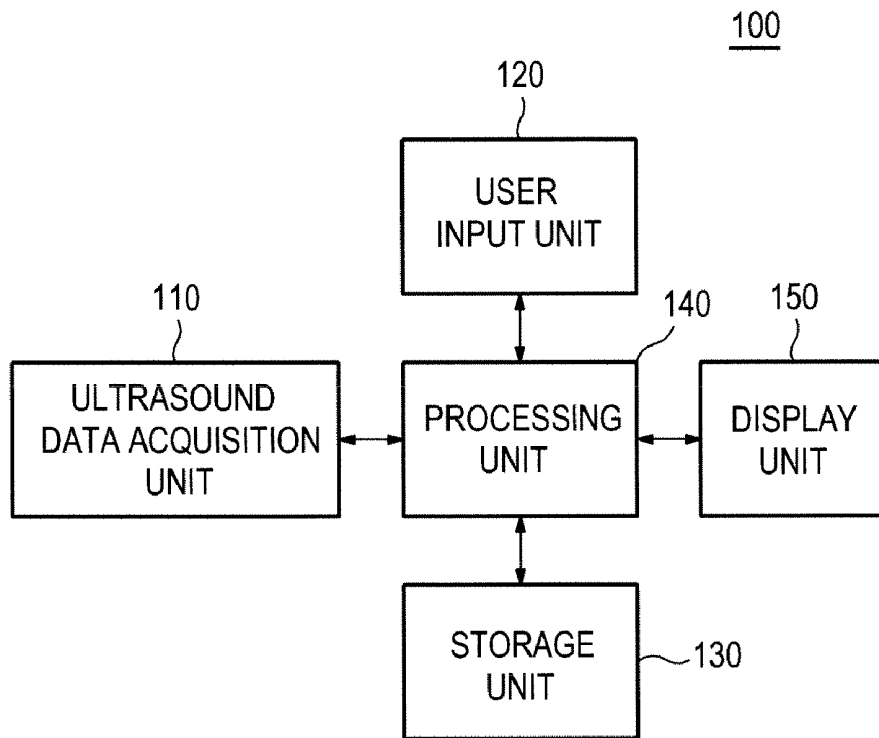 100
120
USER
INPUT UNIT
110
140
150
ULTRASOUND
DATA ACQUISITION
UNIT
PROCESSING
UNIT
DISPLAY
UNIT
STORAGE
UNIT
130